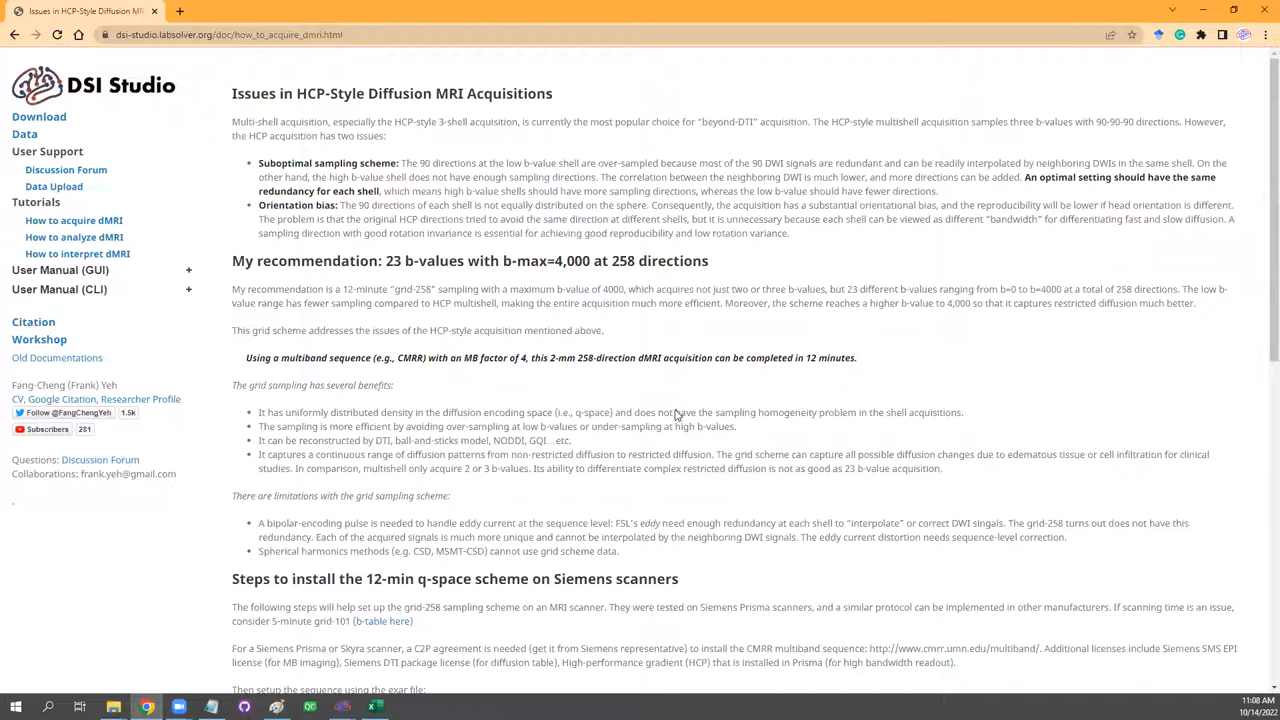 Issues in HCP-Style Diffusion MRI A
dsi-studio.labsolver.org/doc/how_to_acquire_dmri.html
DSI Studio
Download
Data
User Support
Discussion Forum
Data Upload
Tutorials
How to acquire dMRI
How to analyze dMRI
How to interpret dMRI
User Manual (GUI) +
User Manual (CLI) +
Citation
Workshop
Old Documentations
Fang-Cheng (Frank) Yeh
CV, Google Citation, Researcher Profile
Follow @FangChengYeh 1.5k
Subscribers 281
Questions: Discussion Forum
Collaborations: frank.yeh@gmail.com
.
Issues in HCP-Style Diffusion MRI Acquisitions
Multi-shell acquisition, especially the HCP-style 3-shell acquisition, is currently the most popular choice for "beyond-DTI" acquisition. The HCP-style multishell acquisition samples three b-values with 90-90-90 directions. However,
the HCP acquisition has two issues:
• Suboptimal sampling scheme: The 90 directions at the low b-value shell are over-sampled because most of the 90 DWI signals are redundant and can be readily interpolated by neighboring DWIs in the same shell. On the
other hand, the high b-value shell does not have enough sampling directions. The correlation between the neighboring DWI is much lower, and more directions can be added. An optimal setting should have the same
redundancy for each shell, which means high b-value shells should have more sampling directions, whereas the low b-value should have fewer directions.
• Orientation bias: The 90 directions of each shell is not equally distributed on the sphere. Consequently, the acquisition has a substantial orientational bias, and the reproducibility will be lower if head orientation is different.
The problem is that the original HCP directions tried to avoid the same direction at different shells, but it is unnecessary because each shell can be viewed as different "bandwidth" for differentiating fast and slow diffusion. A
sampling direction with good rotation invariance is essential for achieving good reproducibility and low rotation variance.
My recommendation: 23 b-values with b-max=4,000 at 258 directions
My recommendation is a 12-minute "grid-258" sampling with a maximum b-value of 4000, which acquires not just two or three b-values, but 23 different b-values ranging from b=0 to b=4000 at a total of 258 directions. The low b-
value range has fewer sampling compared to HCP multishell, making the entire acquisition much more efficient. Moreover, the scheme reaches a higher b-value to 4,000 so that it captures restricted diffusion much better.
This grid scheme addresses the issues of the HCP-style acquisition mentioned above.
Using a multiband sequence (e.g., CMRR) with an MB factor of 4, this 2-mm 258-direction dMRI acquisition can be completed in 12 minutes.
The grid sampling has several benefits:
• It has uniformly distributed density in the diffusion encoding space (i.e., q-space) and does not have the sampling homogeneity problem in the shell acquisitions.
• The sampling is more efficient by avoiding over-sampling at low b-values or under-sampling at high b-values.
• It can be reconstructed by DTI, ball-and-sticks model, NODDI, GQI...etc.
• It captures a continuous range of diffusion patterns from non-restricted diffusion to restricted diffusion. The grid scheme can capture all possible diffusion changes due to edematous tissue or cell infiltration for clinical
studies. In comparison, multishell only acquire 2 or 3 b-values. Its ability to differentiate complex restricted diffusion is not as good as 23 b-value acquisition.
There are limitations with the grid sampling scheme:
• A bipolar-encoding pulse is needed to handle eddy current at the sequence level: FSL's eddy need enough redundancy at each shell to "interpolate" or correct DWI singals. The grid-258 turns out does not have this
redundancy. Each of the acquired signals is much more unique and cannot be interpolated by the neighboring DWI signals. The eddy current distortion needs sequence-level correction.
• Spherical harmonics methods (e.g. CSD, MSMT-CSD) cannot use grid scheme data.
Steps to install the 12-min q-space scheme on Siemens scanners
The following steps will help set up the grid-258 sampling scheme on an MRI scanner. They were tested on Siemens Prisma scanners, and a similar protocol can be implemented in other manufacturers. If scanning time is an issue,
consider 5-minute grid-101 (b-table here)
For a Siemens Prisma or Skyra scanner, a C2P agreement is needed (get it from Siemens representative) to install the CMRR multiband sequence: http://www.cmrr.umn.edu/multiband/. Additional licenses include Siemens SMS EPI
license (for MB imaging), Siemens DTI package license (for diffusion table), High-performance gradient (HCP) that is installed in Prisma (for high bandwidth readout).
Then setup the sequence using the exar file:
11:08 AM
10/14/2022